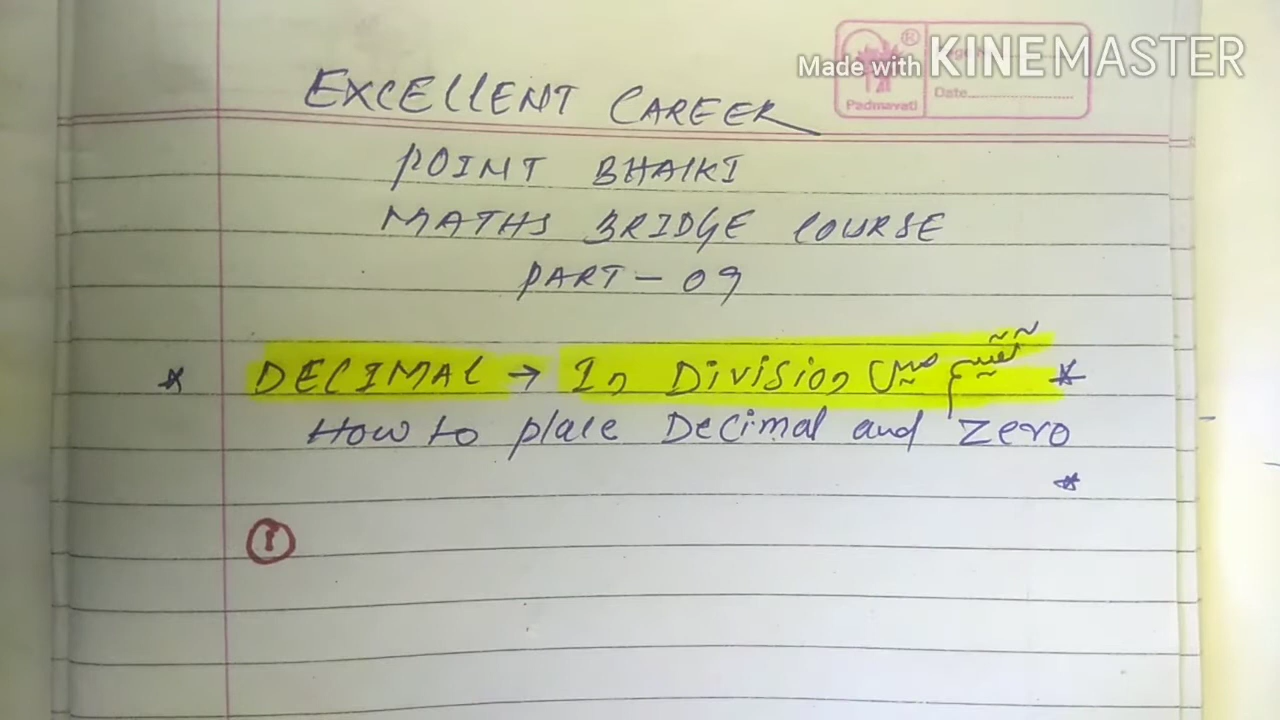 Made with KINEMASTER
Padmavati
Date
EXCELLENT CAREER
POINT BHALKI
MATHS BRIDGE COURSE
PART - 09
* DECIMAL → In Division تقسیم میں *
How to place Decimal and Zero
*
1